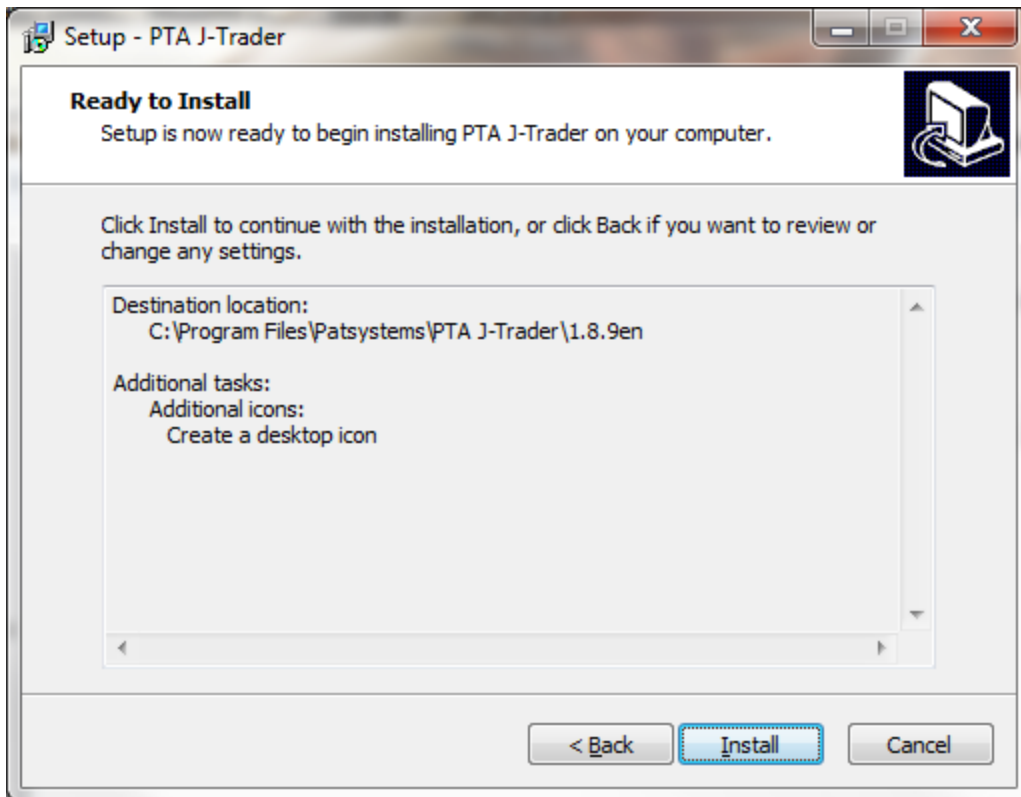 Setup - PTA J-Trader
Ready to Install
Setup is now ready to begin installing PTA J-Trader on your computer.
Click Install to continue with the installation, or click Back if you want to review or
change any settings.
Destination location:
C:\Program Files\Patsystems\PTA J-Trader\1.8.9en
Additional tasks:
Additional icons:
Create a desktop icon
< Back
Install
Cancel